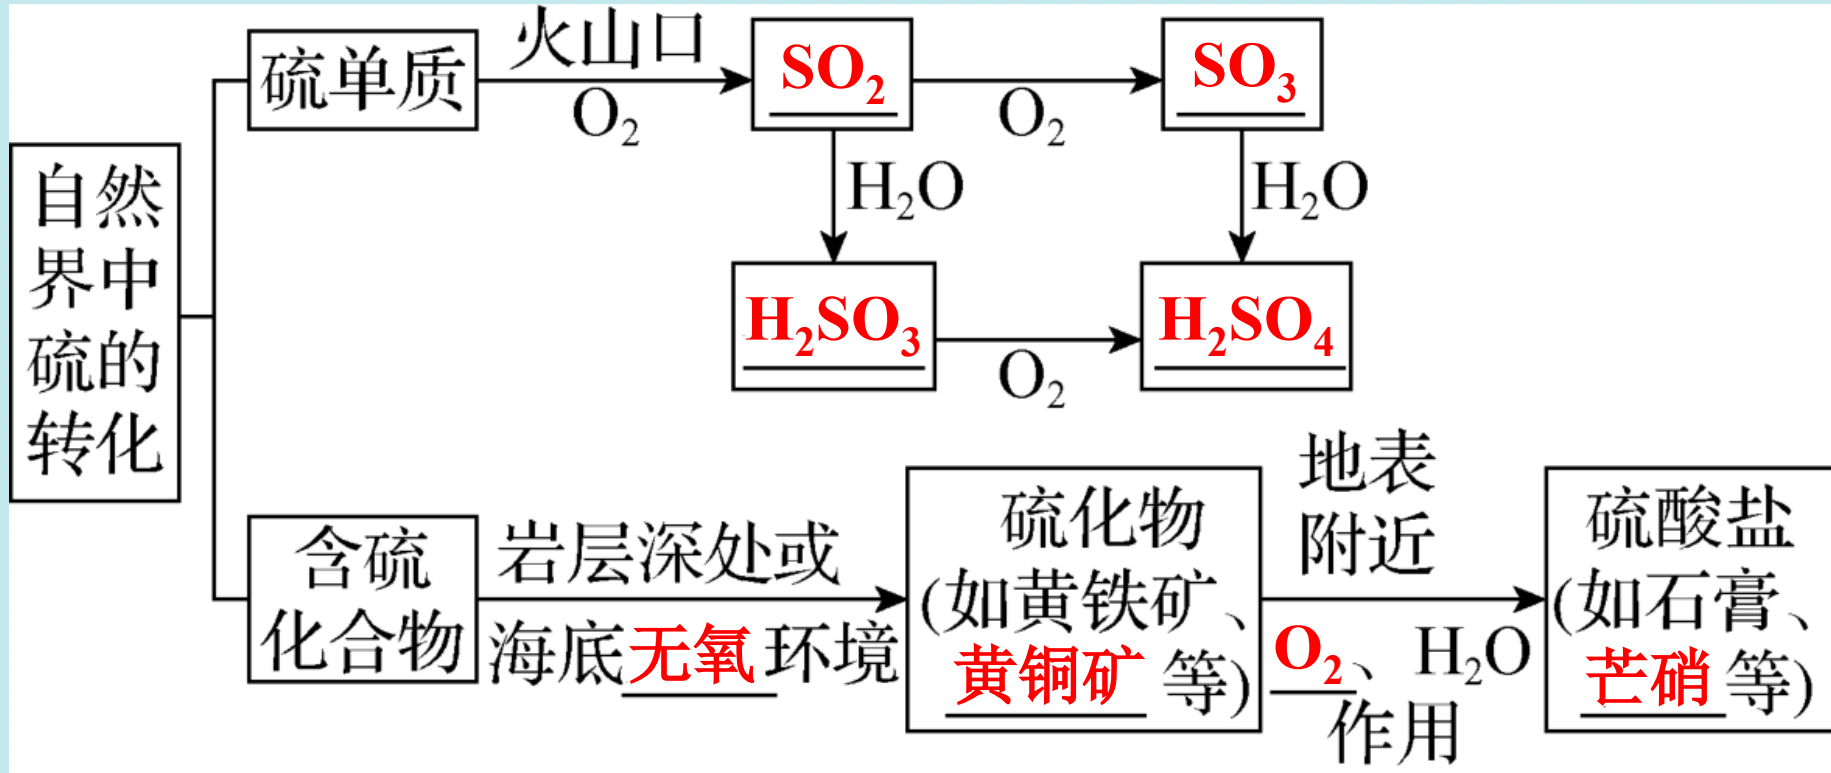 自然
界中
硫的
转化
硫单质
火山口
O₂
SO₂
O₂
SO₃
H₂O
H₂O
H₂SO₃
O₂
H₂SO₄
含硫
化合物
岩层深处或
海底无氧环境
硫化物
(如黄铁矿、
黄铜矿等)
地表
附近
O₂、H₂O
作用
硫酸盐
(如石膏、
芒硝等)